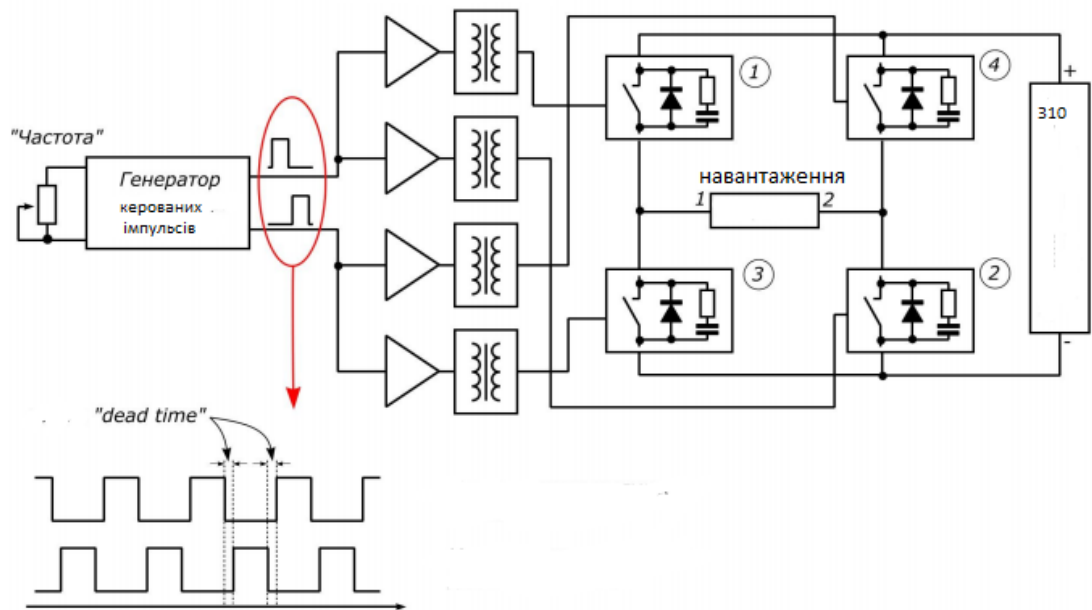 "Частота"
Генератор
керованих
імпульсів
1
4
+
310
навантаження
1
2
3
2
-
"dead time"